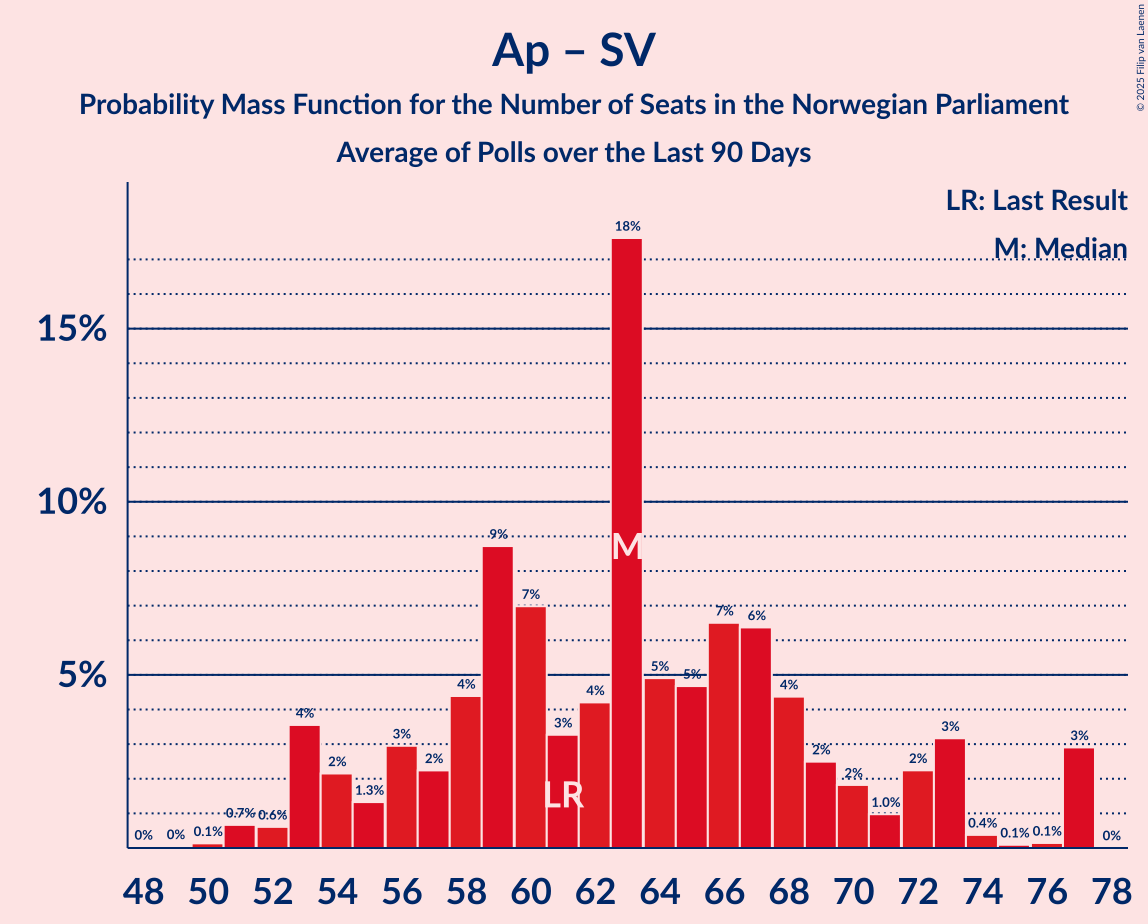 Ap – SV
Probability Mass Function for the Number of Seats in the Norwegian Parliament
Average of Polls over the Last 90 Days
© 2025 Filip van Laenen
LR: Last Result
M: Median
15%
10%
5%
0% 0% 0.1% 0.7% 0.6% 4% 2% 1.3% 3% 2% 4% 9% 7% 3% 4% 18% 5% 5% 7% 6% 4% 2% 2% 1.0% 2% 3% 0.4% 0.1% 0.1% 3% 0%
M
LR
48 50 52 54 56 58 60 62 64 66 68 70 72 74 76 78